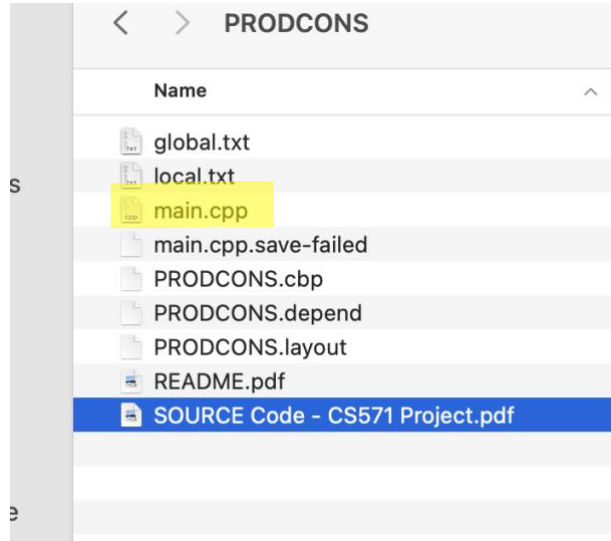 PRODCONS
Name
global.txt
local.txt
main.cpp
main.cpp.save-failed
PRODCONS.cbp
PRODCONS.depend
PRODCONS.layout
README.pdf
SOURCE Code - CS571 Project.pdf
s
e